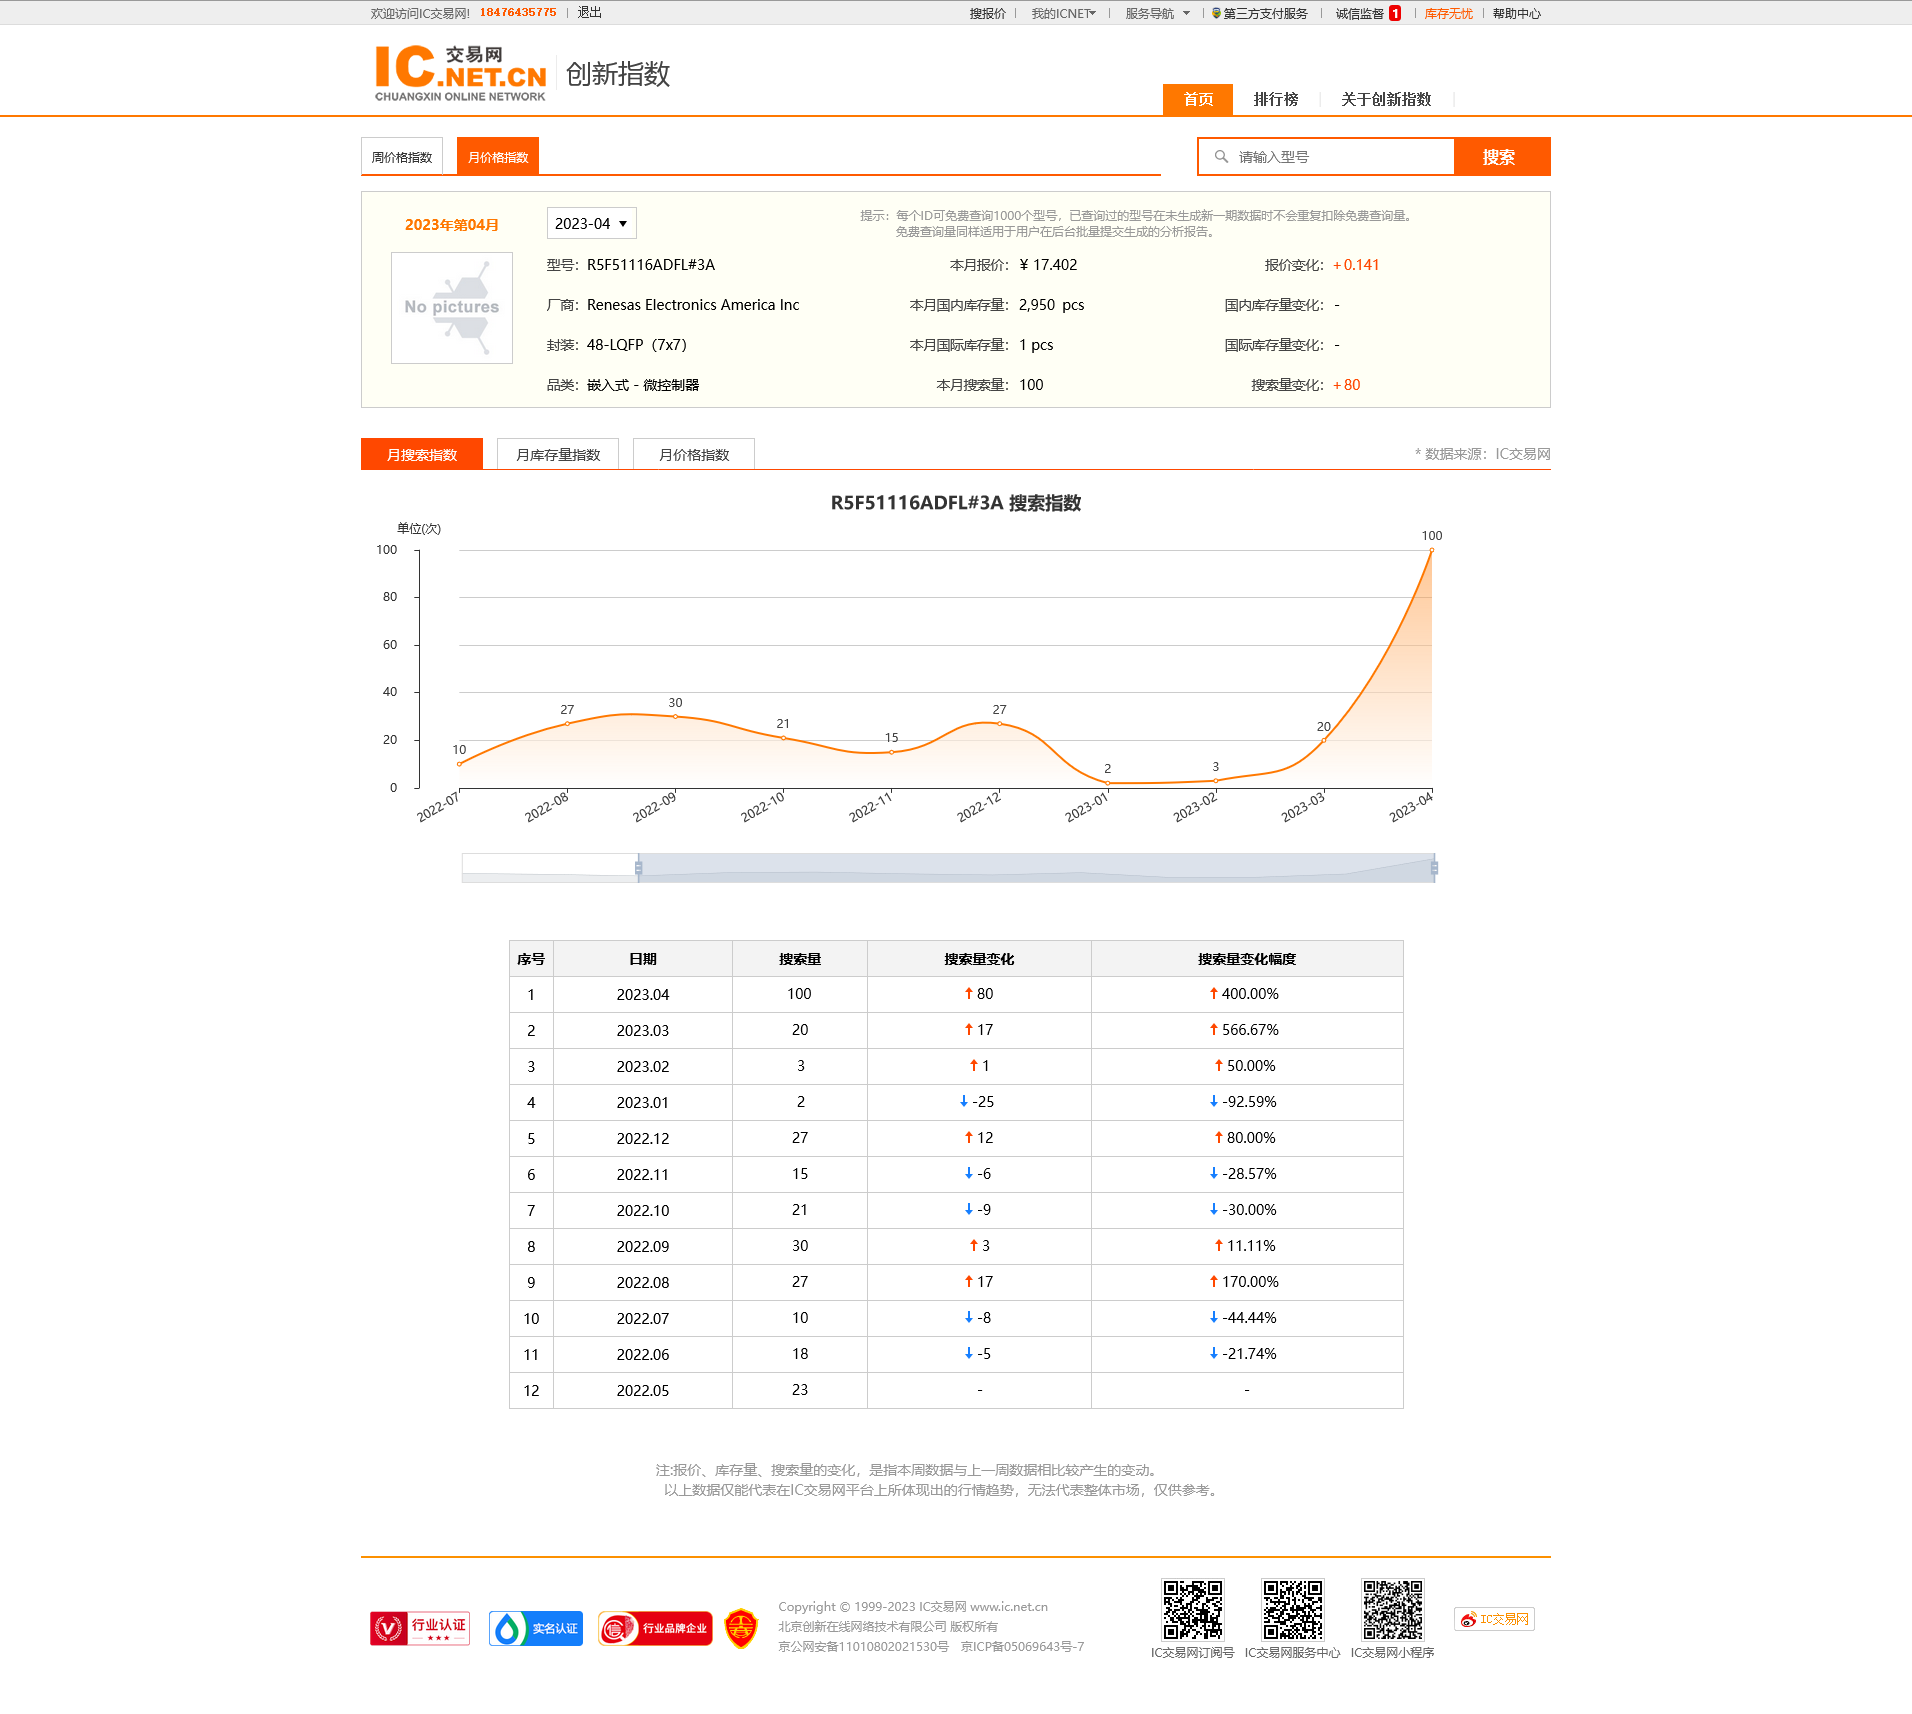 欢迎访问IC交易网! 18476435775 退出
搜报价 我的ICNET 服务导航 第三方支付服务 诚信监督 1 库存无忧 帮助中心
IC 交易网
.NET.CN
CHUANGXIN ONLINE NETWORK
创新指数
首页 排行榜 关于创新指数
周价格指数 月价格指数
请输入型号 搜索
2023年第04月 2023-04
提示：每个ID可免费查询1000个型号，已查询过的型号在未生成新一期数据时不会重复扣除免费查询量。
免费查询量同样适用于用户在后台批量提交生成的分析报告。
No pictures
型号：R5F51116ADFL#3A 本月报价：¥ 17.402 报价变化：+0.141
厂商：Renesas Electronics America Inc 本月国内库存量：2,950 pcs 国内库存量变化：-
封装：48-LQFP（7x7） 本月国际库存量：1 pcs 国际库存量变化：-
品类：嵌入式 - 微控制器 本月搜索量：100 搜索量变化：+80
月搜索指数 月库存量指数 月价格指数 * 数据来源：IC交易网
R5F51116ADFL#3A 搜索指数
单位(次)
100
80
60
40
20
0
10 27 30 21 15 27 2 3 20 100
2022-07 2022-08 2022-09 2022-10 2022-11 2022-12 2023-01 2023-02 2023-03 2023-04
序号 日期 搜索量 搜索量变化 搜索量变化幅度
1 2023.04 100 ↑ 80 ↑ 400.00%
2 2023.03 20 ↑ 17 ↑ 566.67%
3 2023.02 3 ↑ 1 ↑ 50.00%
4 2023.01 2 ↓ -25 ↓ -92.59%
5 2022.12 27 ↑ 12 ↑ 80.00%
6 2022.11 15 ↓ -6 ↓ -28.57%
7 2022.10 21 ↓ -9 ↓ -30.00%
8 2022.09 30 ↑ 3 ↑ 11.11%
9 2022.08 27 ↑ 17 ↑ 170.00%
10 2022.07 10 ↓ -8 ↓ -44.44%
11 2022.06 18 ↓ -5 ↓ -21.74%
12 2022.05 23 - -
注:报价、库存量、搜索量的变化，是指本周数据与上一周数据相比较产生的变动。
以上数据仅能代表在IC交易网平台上所体现出的行情趋势，无法代表整体市场，仅供参考。
行业认证
实名认证
行业品牌企业
Copyright © 1999-2023 IC交易网 www.ic.net.cn
北京创新在线网络技术有限公司 版权所有
京公网安备11010802021530号 京ICP备05069643号-7
IC交易网订阅号 IC交易网服务中心 IC交易网小程序
IC交易网